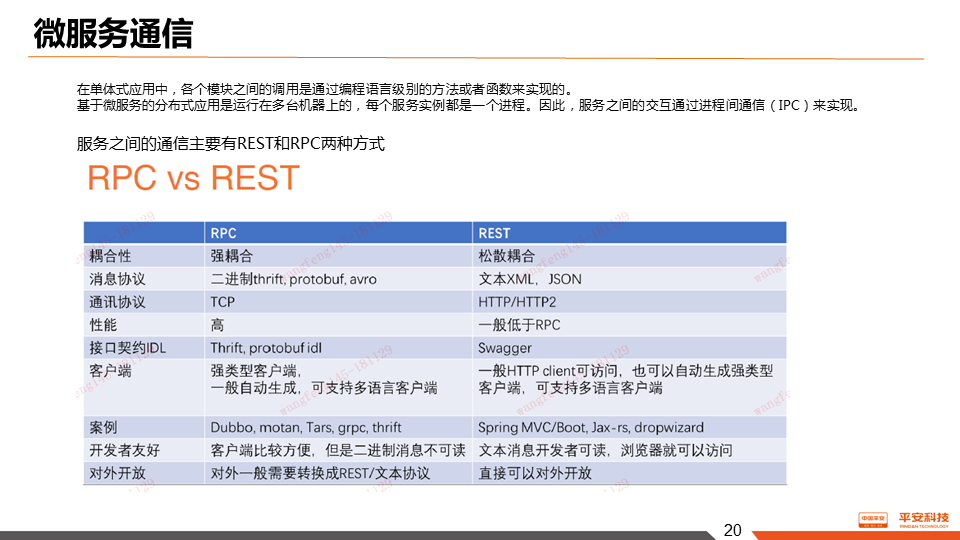 微服务通信
在单体式应用中，各个模块之间的调用是通过编程语言级别的方法或者函数来实现的。
基于微服务的分布式应用是运行在多台机器上的，每个服务实例都是一个进程。因此，服务之间的交互通过进程间通信（IPC）来实现。
服务之间的通信主要有REST和RPC两种方式
RPC vs REST
RPC REST
耦合性 强耦合 松散耦合
消息协议 二进制thrift, protobuf, avro 文本XML，JSON
通讯协议 TCP HTTP/HTTP2
性能 高 一般低于RPC
接口契约IDL Thrift, protobuf idl Swagger
客户端 强类型客户端， 一般HTTP client可访问，也可以自动生成强类型
一般自动生成，可支持多语言客户端 客户端，可支持多语言客户端
案例 Dubbo, motan, Tars, grpc, thrift Spring MVC/Boot, Jax-rs, dropwizard
开发者友好 客户端比较方便，但是二进制消息不可读 文本消息开发者可读，浏览器就可以访问
对外开放 对外一般需要转换成REST/文本协议 直接可以对外开放
20
中国平安
平安科技
PINGAN TECHNOLOGY